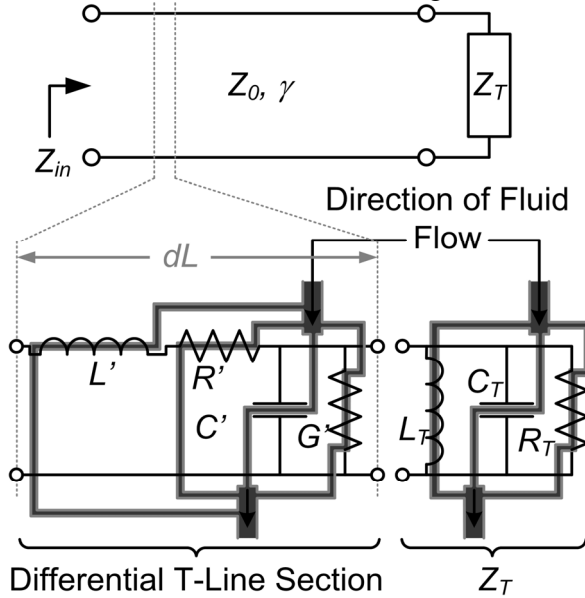 Z0, γ
ZT
Zin
Direction of Fluid
Flow
dL
L'
R'
C'
G'
LT
CT
RT
Differential T-Line Section
ZT